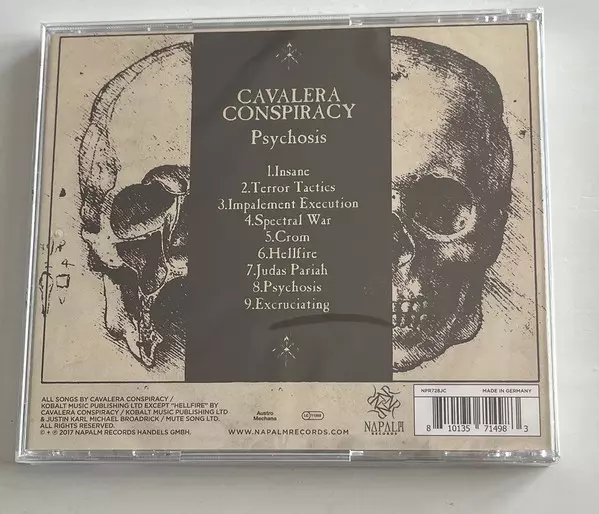 CAVALERA
CONSPIRACY
Psychosis
1.Insane
2.Terror Tactics
3.Impalement Execution
4.Spectral War
5.Crom
6.Hellfire
7.Judas Pariah
8.Psychosis
9.Excruciating
ALL SONGS BY CAVALERA CONSPIRACY /
KOBALT MUSIC PUBLISHING LTD EXCEPT "HELLFIRE" BY
CAVALERA CONSPIRACY / KOBALT MUSIC PUBLISHING LTD
& JUSTIN KARL MICHAEL BROADRICK / MUTE SONG LTD.
ALL RIGHTS RESERVED.
© + ℗ 2017 NAPALM RECORDS HANDELS GMBH.
Austro
Mechana
WWW.NAPALMRECORDS.COM
NAPALM
RECORDS
NPR728JC MADE IN GERMANY
8 10135 71498 3